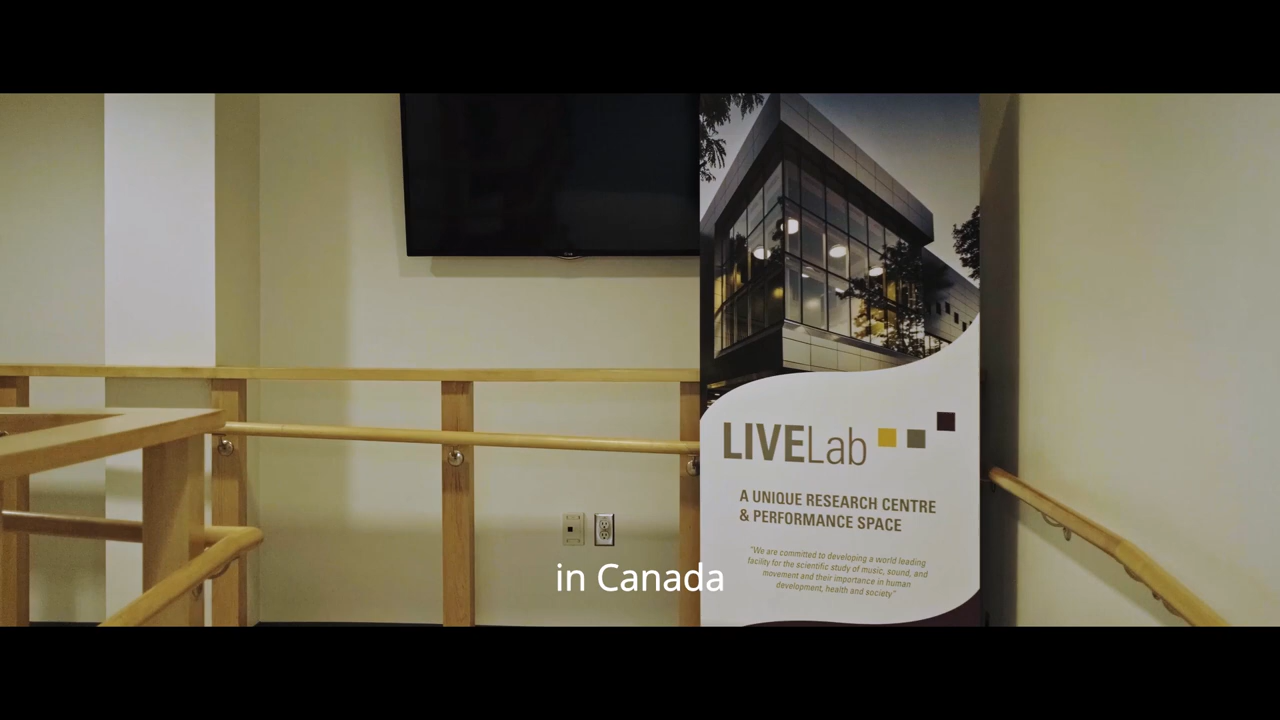 LIVELab
A UNIQUE RESEARCH CENTRE
& PERFORMANCE SPACE
"We are committed to developing a world leading
facility for the scientific study of music, sound, and
movement and their importance in human
development, health and society"
in Canada